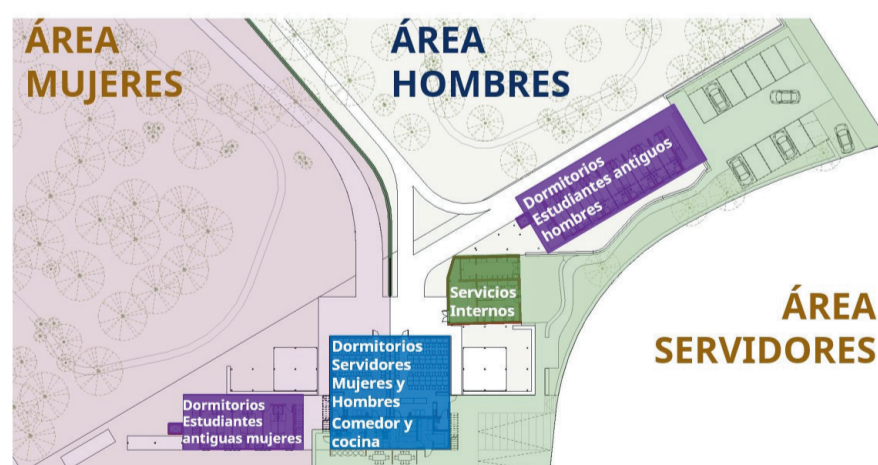 ÁREA
MUJERES
ÁREA
HOMBRES
Dormitorios
Estudiantes antiguos
hombres
Servicios
Internos
ÁREA
SERVIDORES
Dormitorios
Servidores
Mujeres y
Hombres
Comedor y
cocina
Dormitorios
Estudiantes
antiguas mujeres